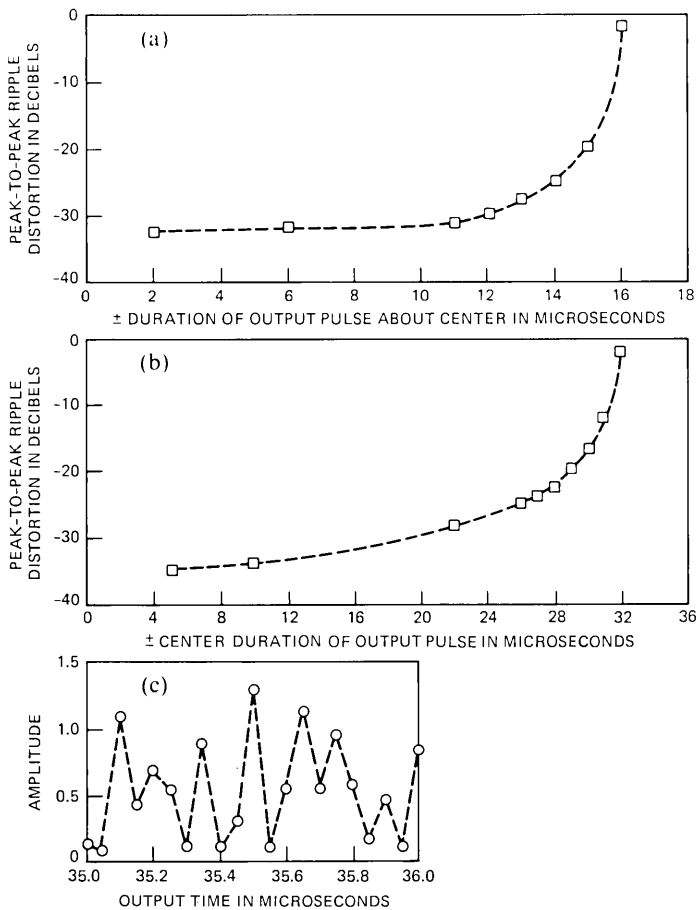 (a)
PEAK-TO-PEAK RIPPLE
DISTORTION IN DECIBELS
0
-10
-20
-30
-40
0 2 4 6 8 10 12 14 16 18
± DURATION OF OUTPUT PULSE ABOUT CENTER IN MICROSECONDS
(b)
PEAK-TO-PEAK RIPPLE
DISTORTION IN DECIBELS
0
-10
-20
-30
-40
0 4 8 12 16 20 24 28 32 36
± CENTER DURATION OF OUTPUT PULSE IN MICROSECONDS
(c)
AMPLITUDE
1.5
1.0
0.5
0
35.0 35.2 35.4 35.6 35.8 36.0
OUTPUT TIME IN MICROSECONDS